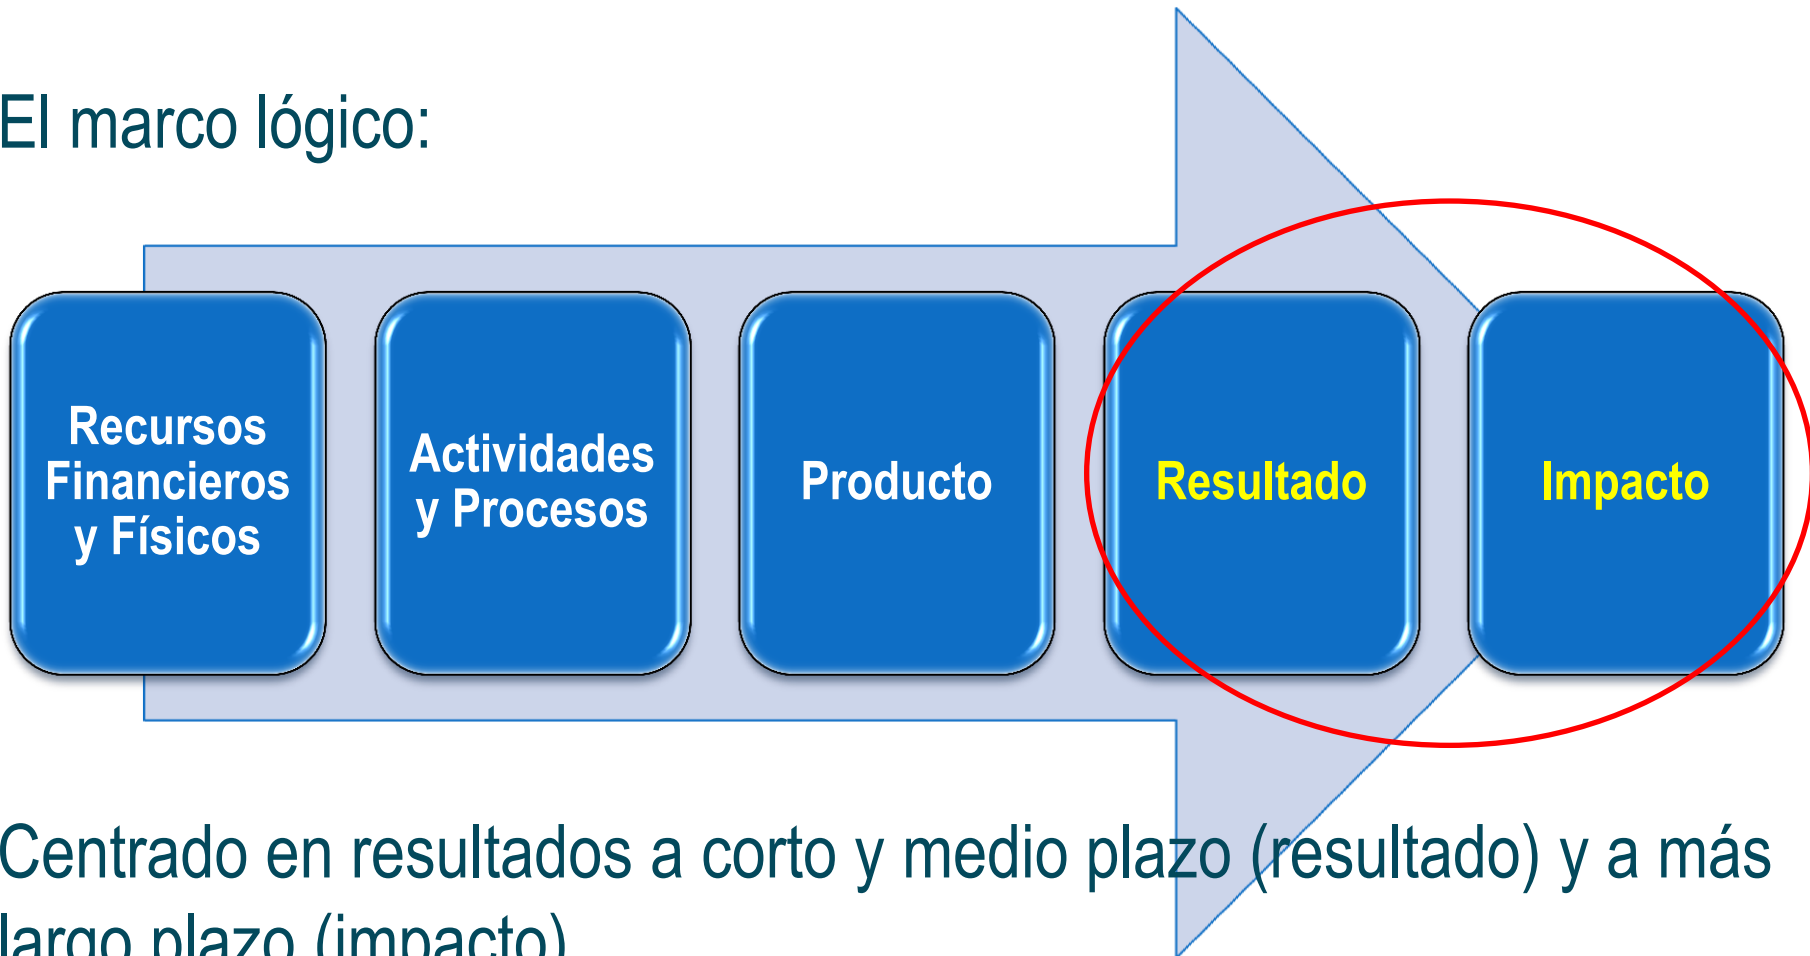 El marco lógico:
Recursos
Financieros
y Físicos
Actividades
y Procesos
Producto
Resultado
Impacto
Centrado en resultados a corto y medio plazo (resultado) y a más
largo plazo (impacto)